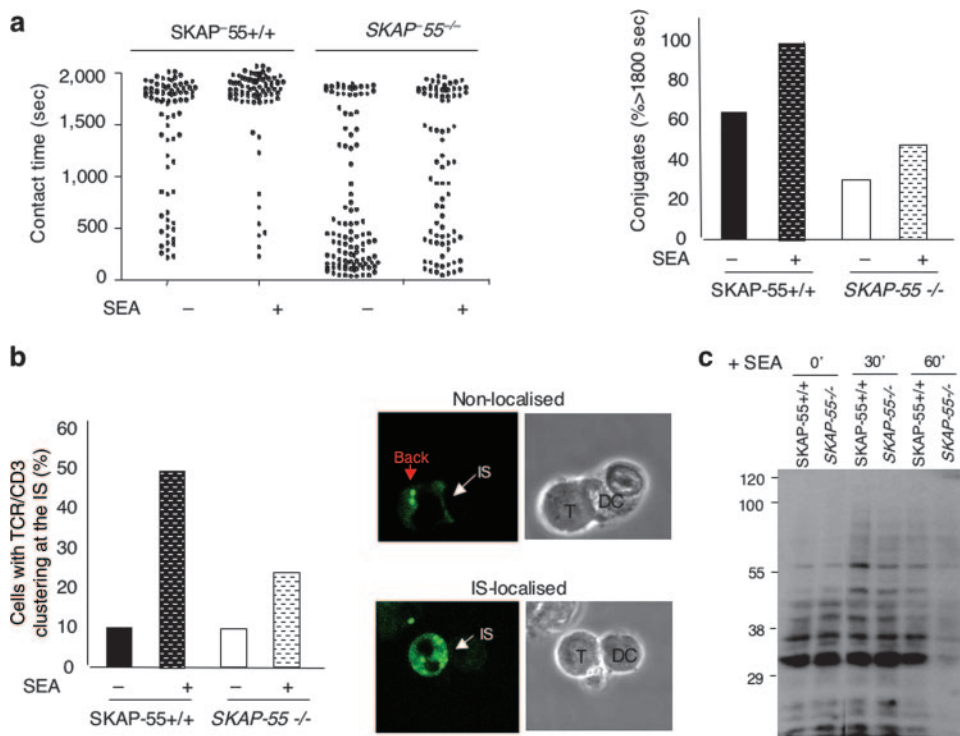 a
SKAP–55+/+ SKAP–55–/–
2,000
1,500
1,000
500
0
Contact time (sec)
SEA – + – +
100
80
60
40
20
0
Conjugates (%>1800 sec)
SEA – + – +
SKAP-55+/+ SKAP-55 -/-
b
60
50
40
30
20
10
0
Cells with TCR/CD3
clustering at the IS (%)
SEA – + – +
SKAP-55+/+ SKAP-55 -/-
Non-localised
Back
IS
T DC
IS-localised
IS
T DC
c
+ SEA 0' 30' 60'
SKAP-55+/+ SKAP-55-/- SKAP-55+/+ SKAP-55-/- SKAP-55+/+ SKAP-55-/-
120
100
55
38
29